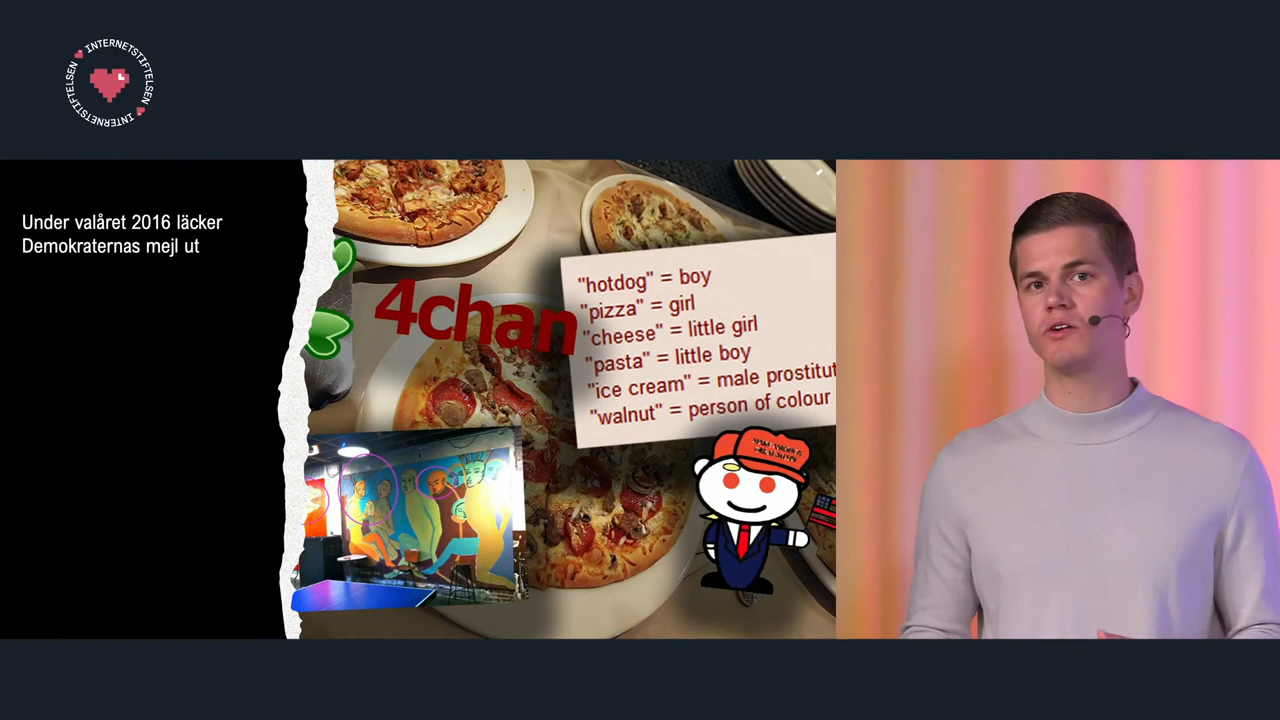 INTERNETSTIFTELSEN
INTERNETSTIFTELSEN
Under valåret 2016 läcker
Demokraternas mejl ut
4chan
"hotdog" = boy
"pizza" = girl
"cheese" = little girl
"pasta" = little boy
"ice cream" = male prostitut
"walnut" = person of colour